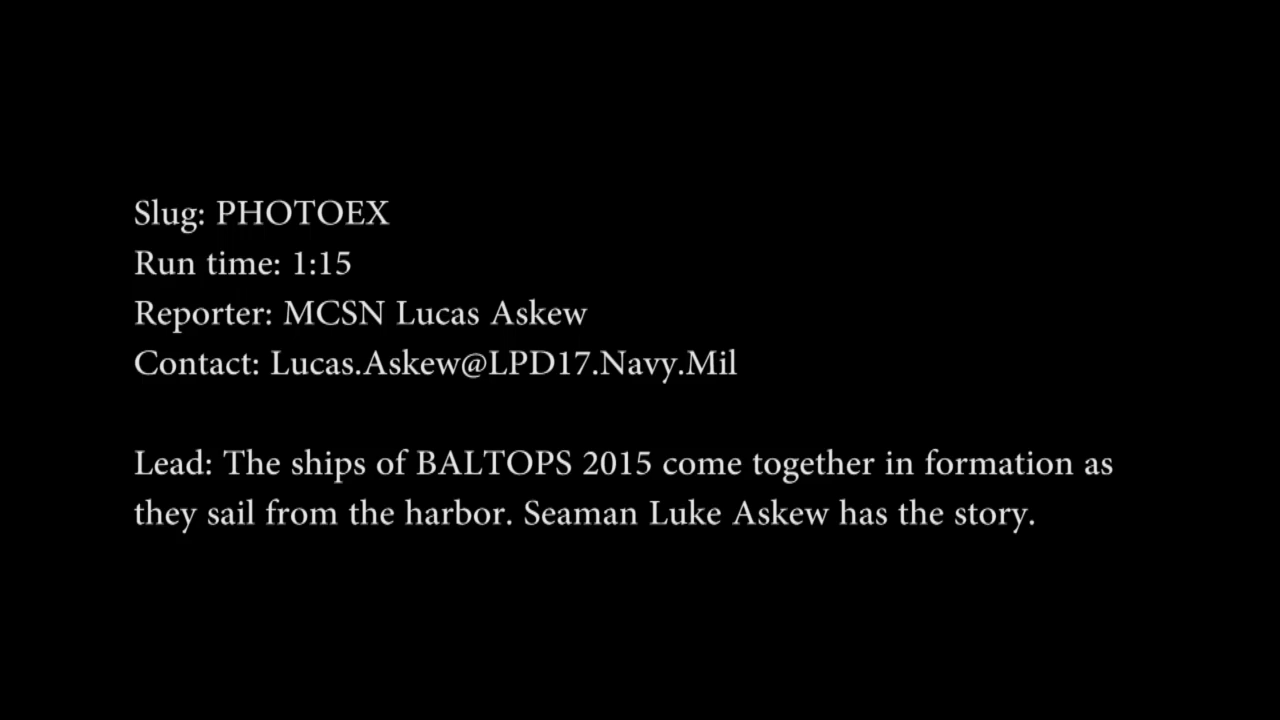 Slug: PHOTOEX
Run time: 1:15
Reporter: MCSN Lucas Askew
Contact: Lucas.Askew@LPD17.Navy.Mil
Lead: The ships of BALTOPS 2015 come together in formation as
they sail from the harbor. Seaman Luke Askew has the story.